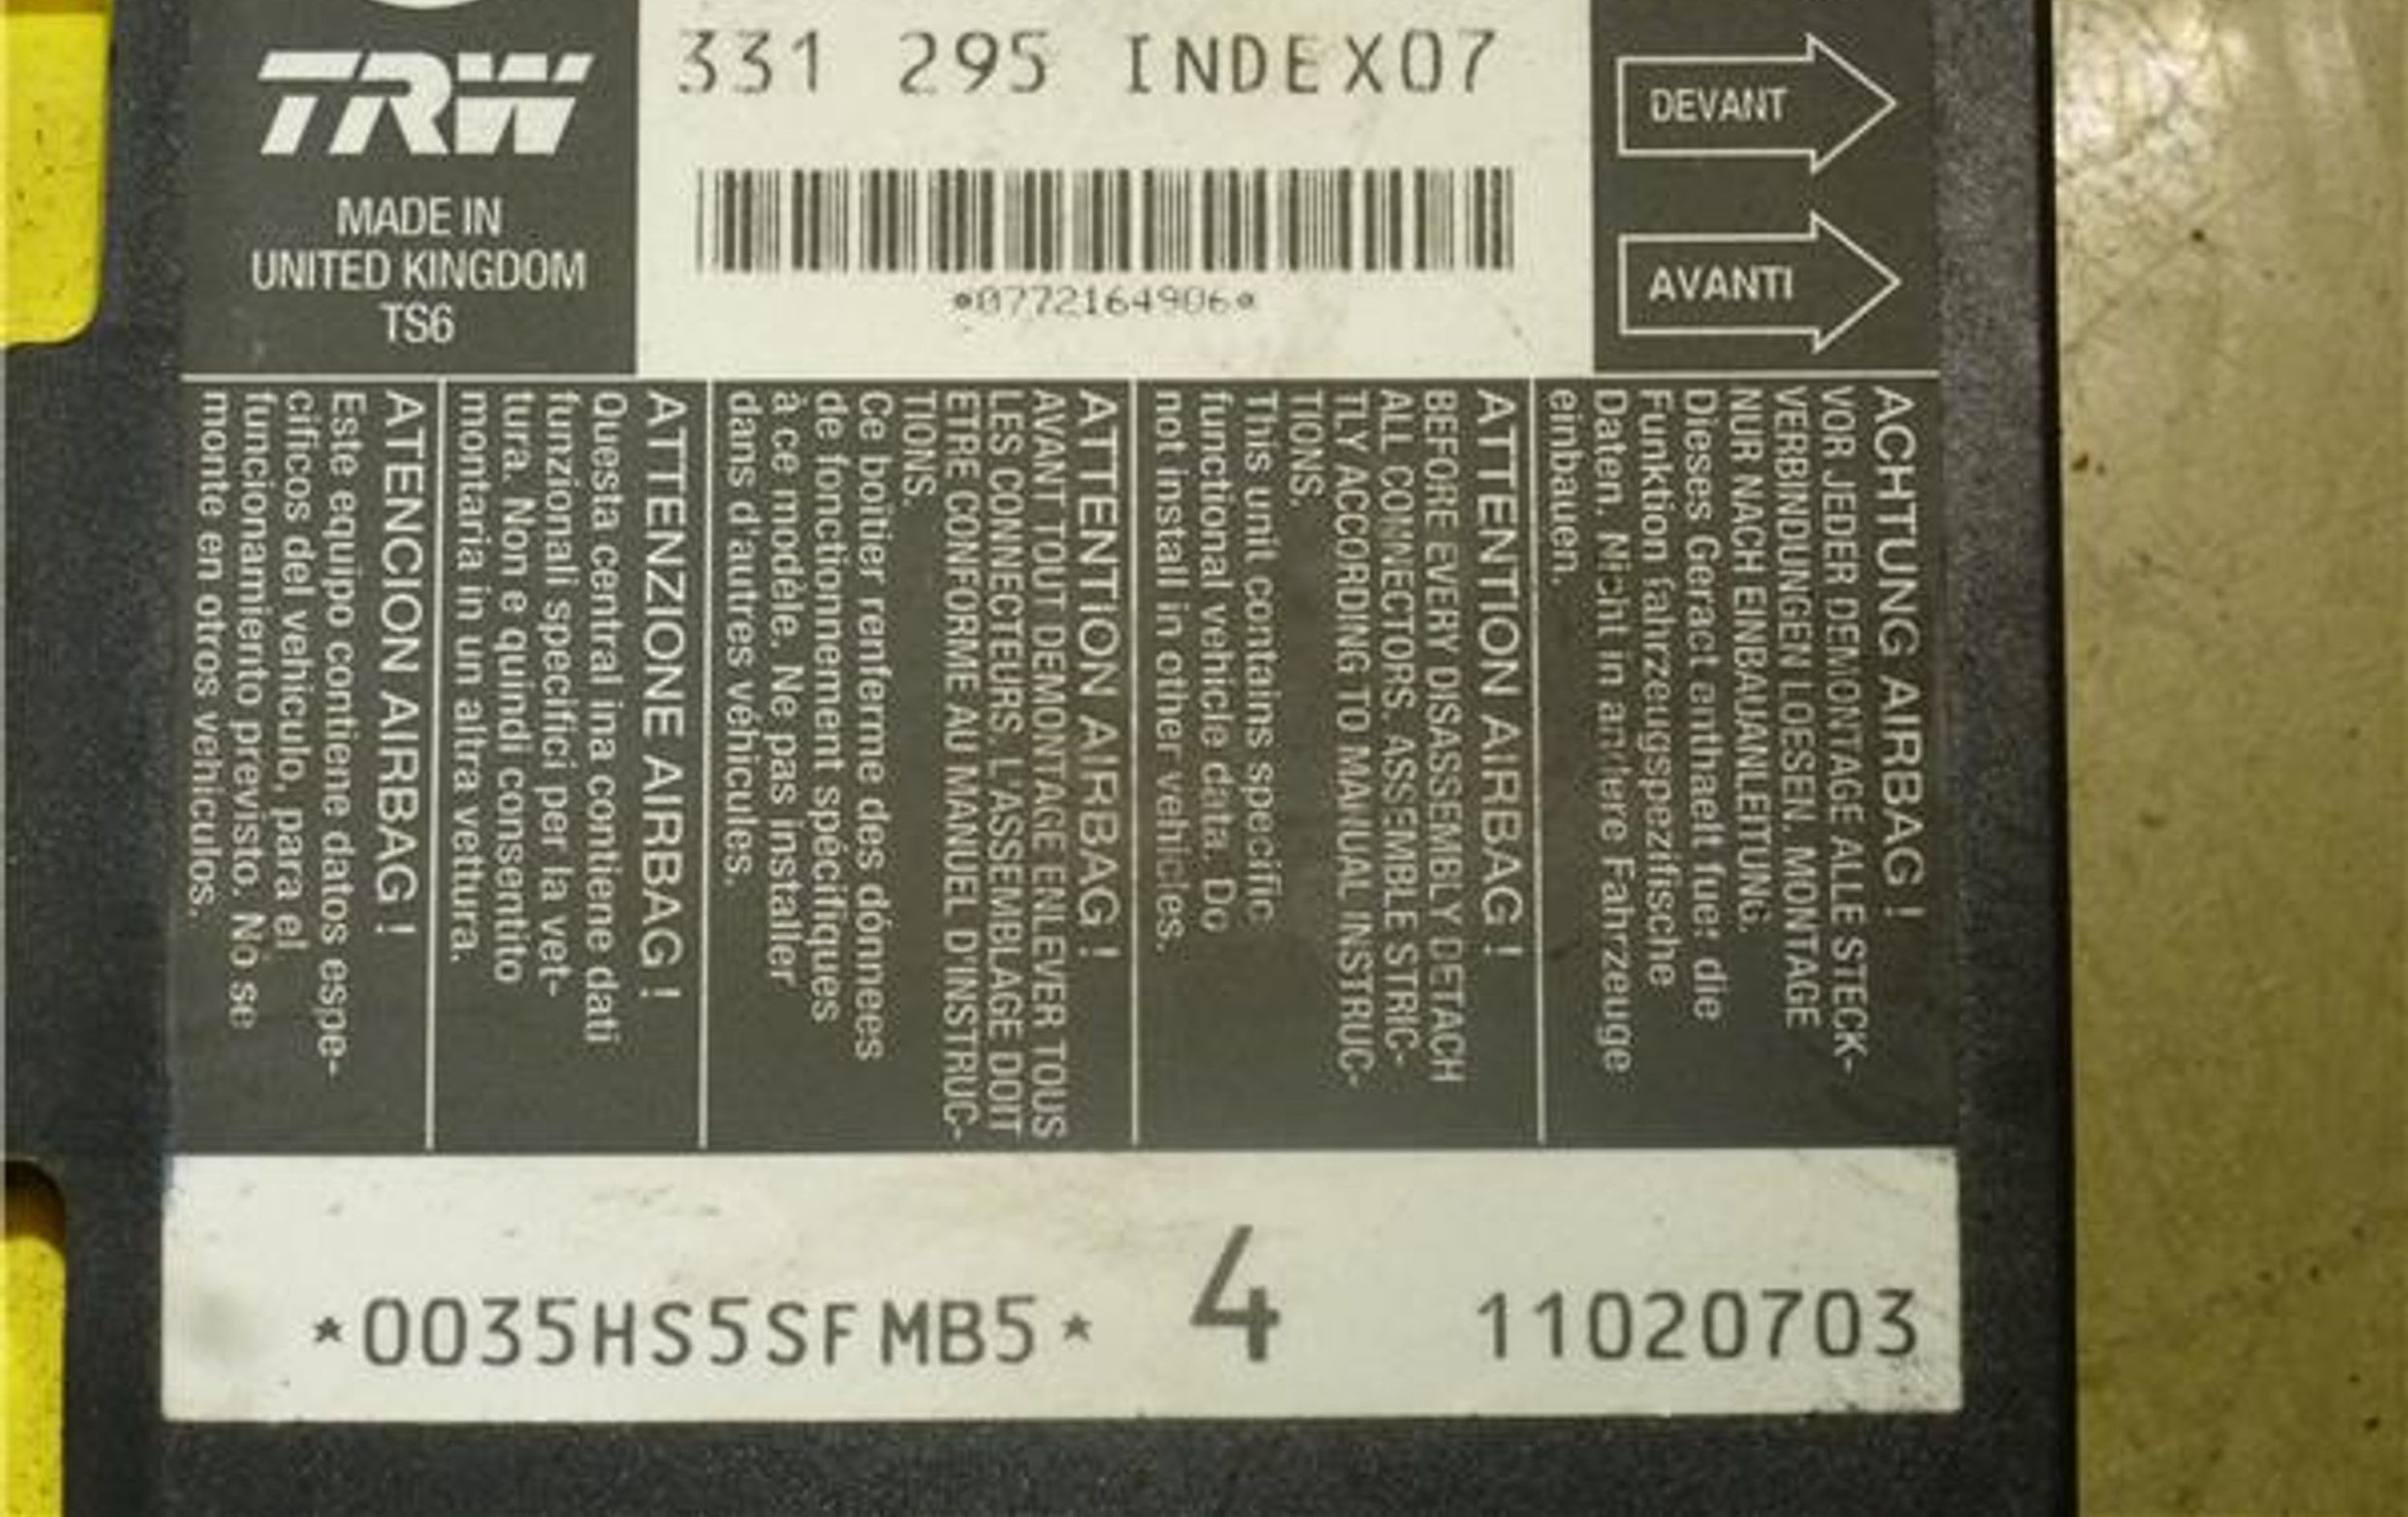 TRW
MADE IN
UNITED KINGDOM
TS6
331 295 INDEX07
*0772164906*
DEVANT
AVANTI
ACHTUNG AIRBAG !
VOR JEDER DEMONTAGE ALLE STECK-
VERBINDUNGEN LOESEN. MONTAGE
NUR NACH EINBAUANLEITUNG.
Dieses Geraet enthaelt fuer die
Funktion fahrzeugspezifische
Daten. Nicht in andere Fahrzeuge
einbauen.
ATTENTION AIRBAG !
BEFORE EVERY DISASSEMBLY DETACH
ALL CONNECTORS. ASSEMBLE STRIC-
TLY ACCORDING TO MANUAL INSTRUC-
TIONS.
This unit contains specific
functional vehicle data. Do
not install in other vehicles.
ATTENTION AIRBAG !
AVANT TOUT DEMONTAGE ENLEVER TOUS
LES CONNECTEURS. L'ASSEMBLAGE DOIT
ETRE CONFORME AU MANUEL D'INSTRUC-
TIONS.
Ce boîtier renferme des dónnees
de fonctionnement spécifiques
à ce modèle. Ne pas installer
dans d'autres véhicules.
ATTENZIONE AIRBAG !
Questa central ina contiene dati
funzionali specifici per la vet-
tura. Non e quindi consentito
montaria in un altra vettura.
ATENCION AIRBAG !
Este equipo contiene datos espe-
cificos del vehiculo, para el
funcionamiento previsto. No se
monte en otros vehiculos.
*0035HS5SFMB5* 4 11020703